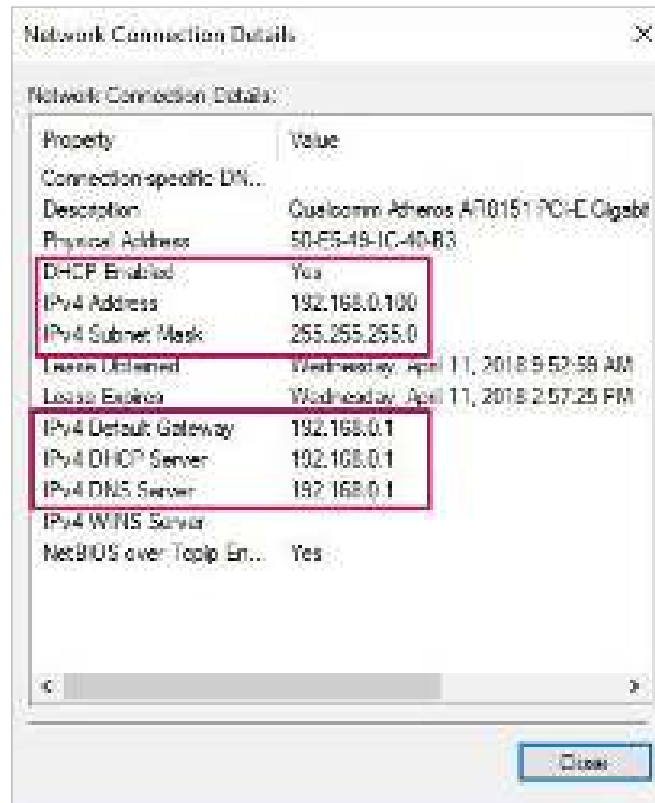 Network Connection Details
Network Connection Details:
Property Value
Connection-specific DN...
Description Qualcomm Atheros AR8151 PCI-E Gigabit
Physical Address 50-E5-49-1C-40-B3
DHCP Enabled Yes
IPv4 Address 192.168.0.100
IPv4 Subnet Mask 255.255.255.0
Lease Obtained Wednesday, April 11, 2018 9:52:59 AM
Lease Expires Wednesday, April 11, 2018 2:57:25 PM
IPv4 Default Gateway 192.168.0.1
IPv4 DHCP Server 192.168.0.1
IPv4 DNS Server 192.168.0.1
IPv4 WINS Server
NetBIOS over Tcpip En... Yes
Close